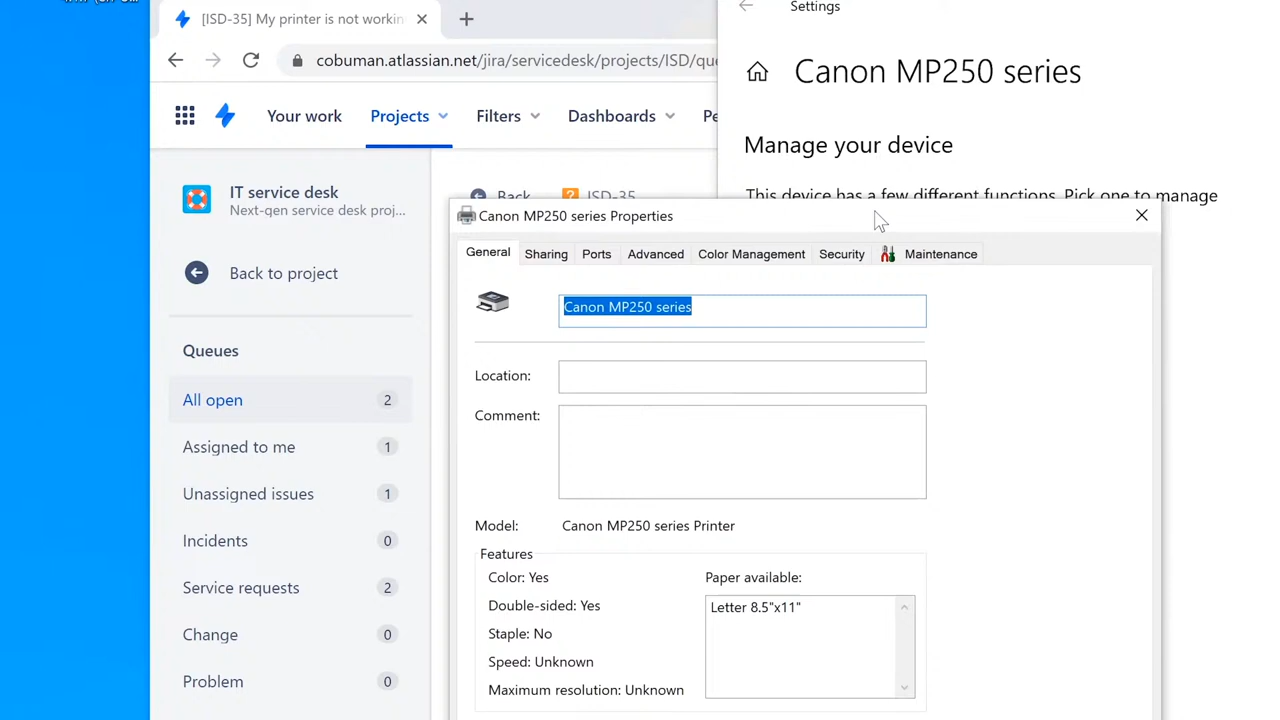 [ISD-35] My printer is not workin
Settings
cobuman.atlassian.net/jira/servicedesk/projects/ISD/que
Canon MP250 series
Your work
Projects
Filters
Dashboards
Pe
Manage your device
This device has a few different functions. Pick one to manage
IT service desk
Next-gen service desk proj...
Back
ISD-35
Canon MP250 series Properties
General
Sharing
Ports
Advanced
Color Management
Security
Maintenance
Back to project
Canon MP250 series
Location:
Comment:
Queues
All open 2
Assigned to me 1
Unassigned issues 1
Incidents 0
Service requests 2
Change 0
Problem 0
Model: Canon MP250 series Printer
Features
Color: Yes
Double-sided: Yes
Staple: No
Speed: Unknown
Maximum resolution: Unknown
Paper available:
Letter 8.5"x11"